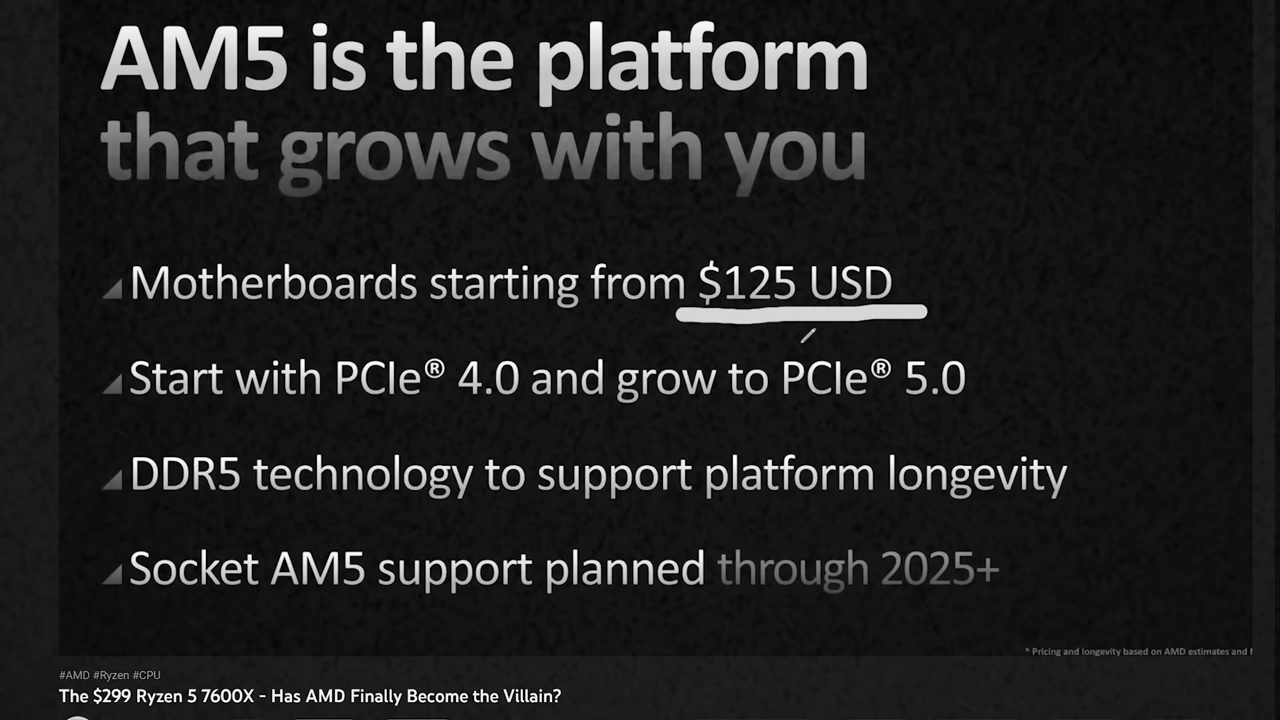 AM5 is the platform
that grows with you
Motherboards starting from $125 USD
Start with PCIe® 4.0 and grow to PCIe® 5.0
DDR5 technology to support platform longevity
Socket AM5 support planned through 2025+
* Pricing and longevity based on AMD estimates and f
#AMD #Ryzen #CPU
The $299 Ryzen 5 7600X - Has AMD Finally Become the Villain?